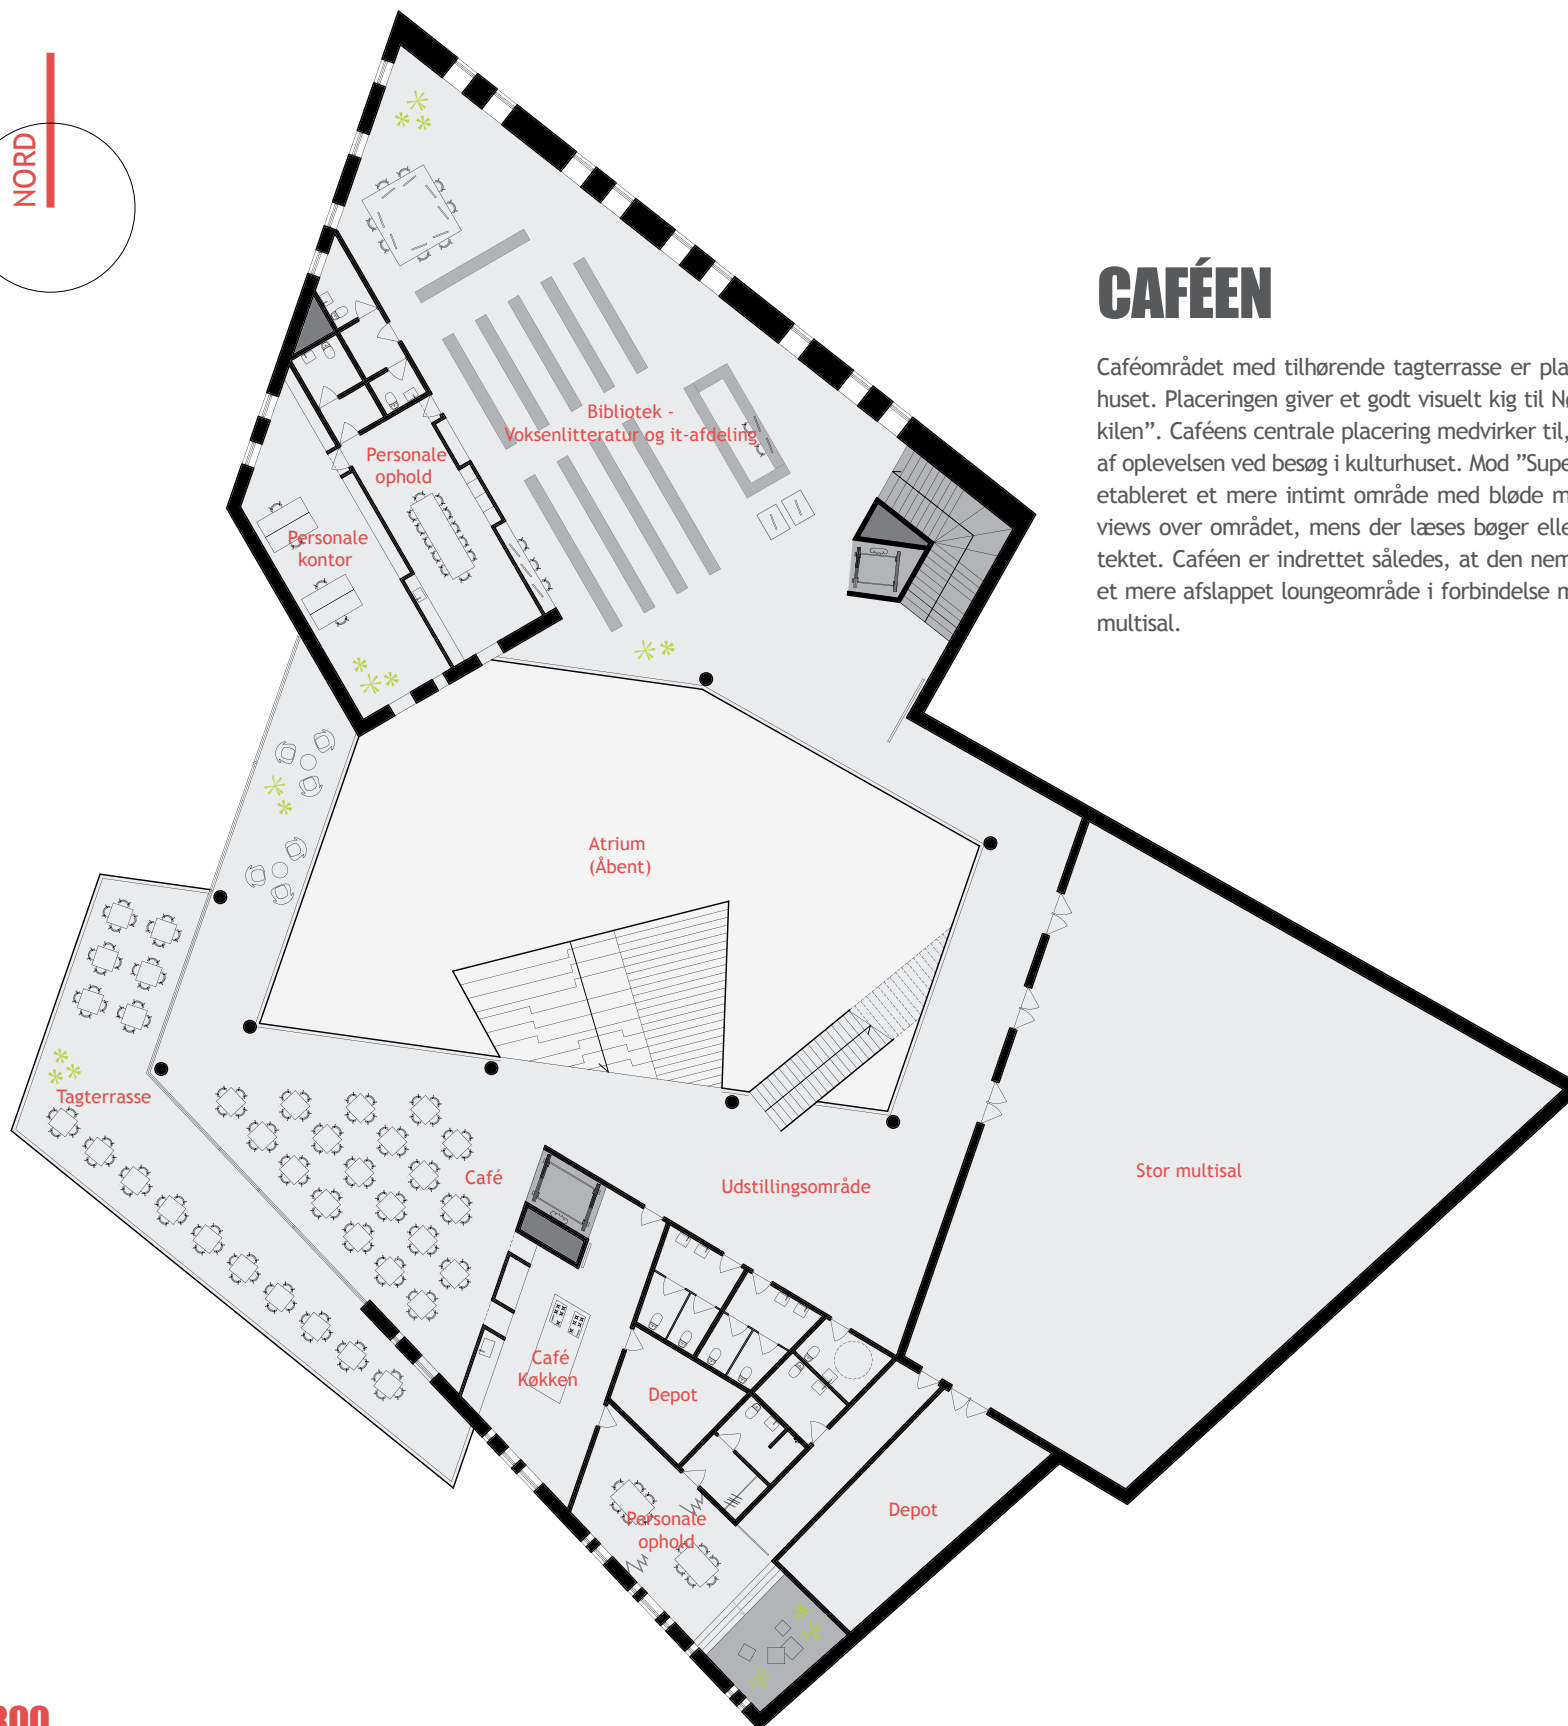 NORD
CAFÉEN
Caféområdet med tilhørende tagterrasse er
huset. Placeringen giver et godt visuelt kig til
kilen”. Caféens centrale placering medvirker til,
af oplevelsen ved besøg i kulturhuset. Mod
etableret et mere intimt område med bløde
views over området, mens der læses bøger
tektet. Caféen er indrettet således, at den
et mere afslappet loungeområde i forbindelse
multisal.
Bibliotek -
Voksenlitteratur og it-afdeling
Personale
ophold
Personale
kontor
Atrium
(Åbent)
Tagterrasse
Café
Udstillingsområde
Stor multisal
Café
Køkken
Depot
Personale
ophold
Depot